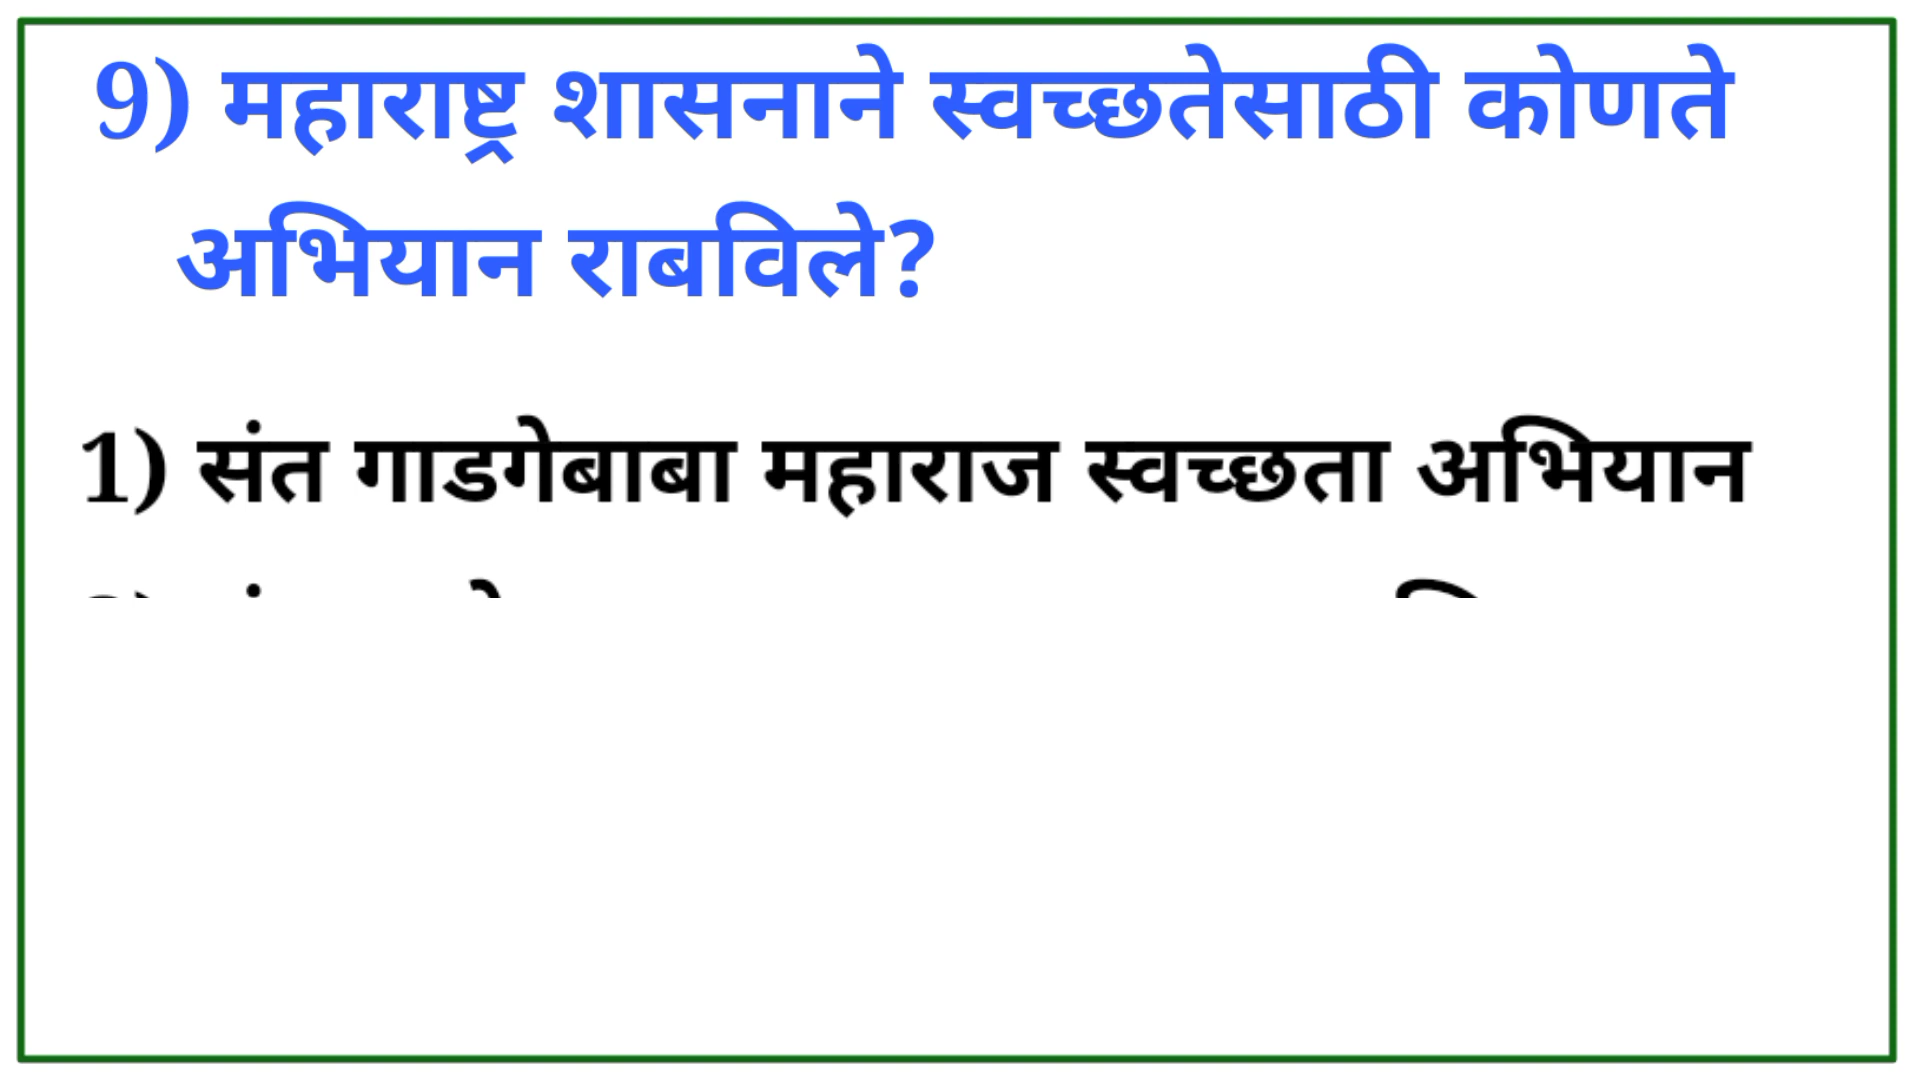 9) महाराष्ट्र शासनाने स्वच्छतेसाठी कोणते
अभियान राबविले?
1) संत गाडगेबाबा महाराज स्वच्छता अभियान